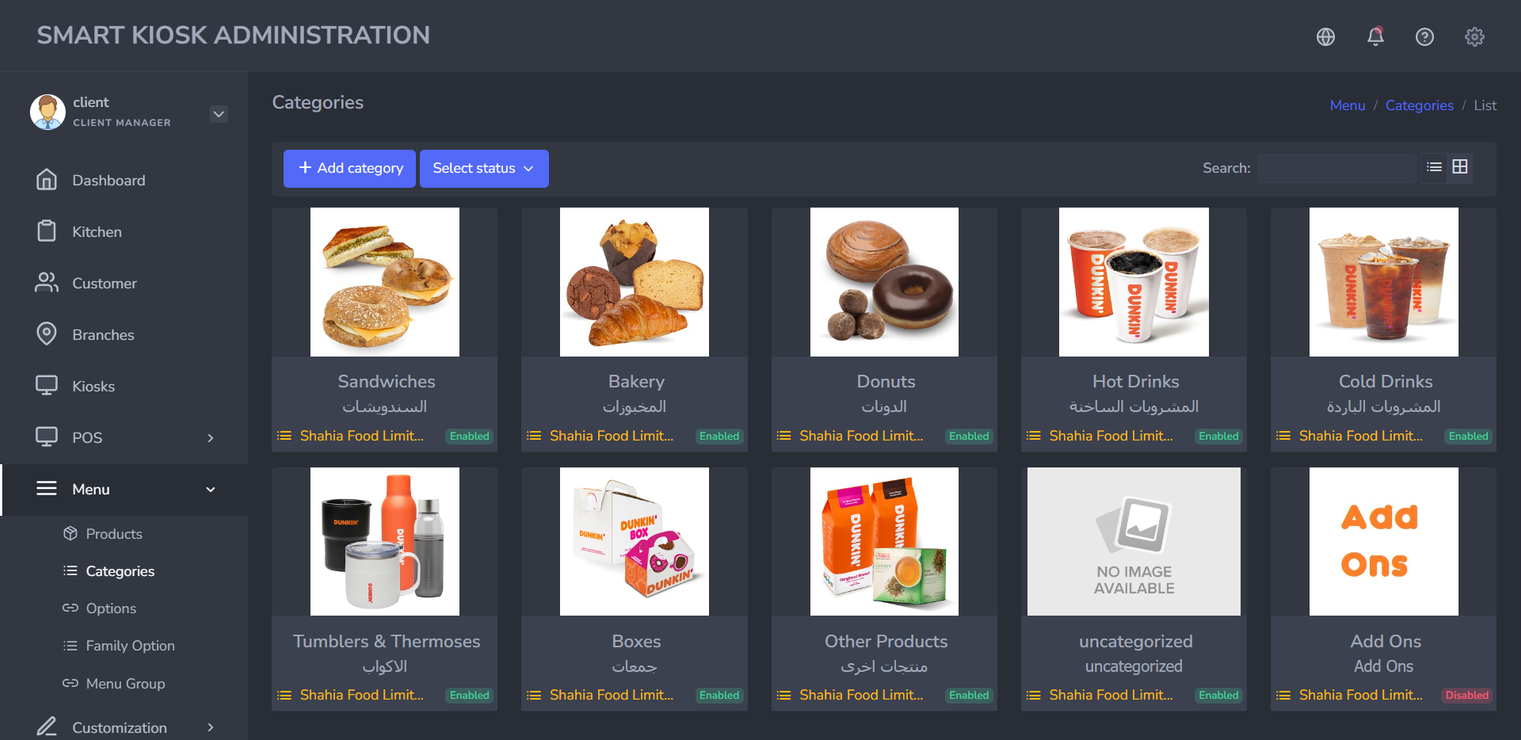 SMART KIOSK ADMINISTRATION
client
CLIENT MANAGER
Dashboard
Kitchen
Customer
Branches
Kiosks
POS
Menu
Products
Categories
Options
Family Option
Menu Group
Customization
Categories
Menu / Categories / List
+ Add category
Select status
Search:
DUNKIN'
DUNKIN'
DUNKIN'
DUNKIN'
DUNKIN'
Sandwiches
السندويشات
Shahia Food Limit...
Enabled
Bakery
المخبوزات
Shahia Food Limit...
Enabled
Donuts
الدونات
Shahia Food Limit...
Enabled
Hot Drinks
المشروبات الساخنة
Shahia Food Limit...
Enabled
Cold Drinks
المشروبات الباردة
Shahia Food Limit...
Enabled
DUNKIN'
DUNKIN'
DUNKIN'
DUNKIN'
DUNKIN'
BOX
DUNKIN'
DUNKIN'
DUNKIN'
DUNKIN'
Original Blend
NO IMAGE
AVAILABLE
Add
Ons
Tumblers & Thermoses
الاكواب
Shahia Food Limit...
Enabled
Boxes
جمعات
Shahia Food Limit...
Enabled
Other Products
منتجات اخرى
Shahia Food Limit...
Enabled
uncategorized
uncategorized
Shahia Food Limit...
Enabled
Add Ons
Add Ons
Shahia Food Limit...
Disabled